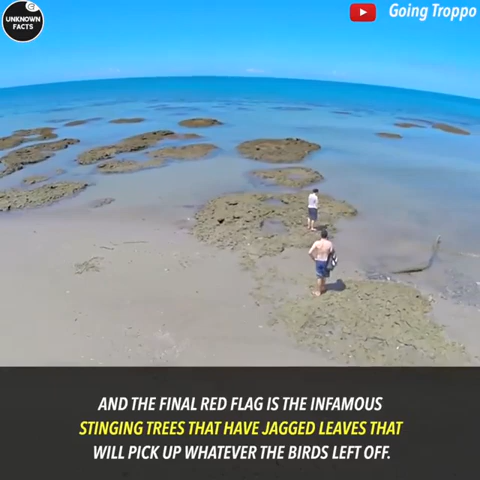 UNKNOWN
FACTS
Going Troppo
AND THE FINAL RED FLAG IS THE INFAMOUS
STINGING TREES THAT HAVE JAGGED LEAVES THAT
WILL PICK UP WHATEVER THE BIRDS LEFT OFF.